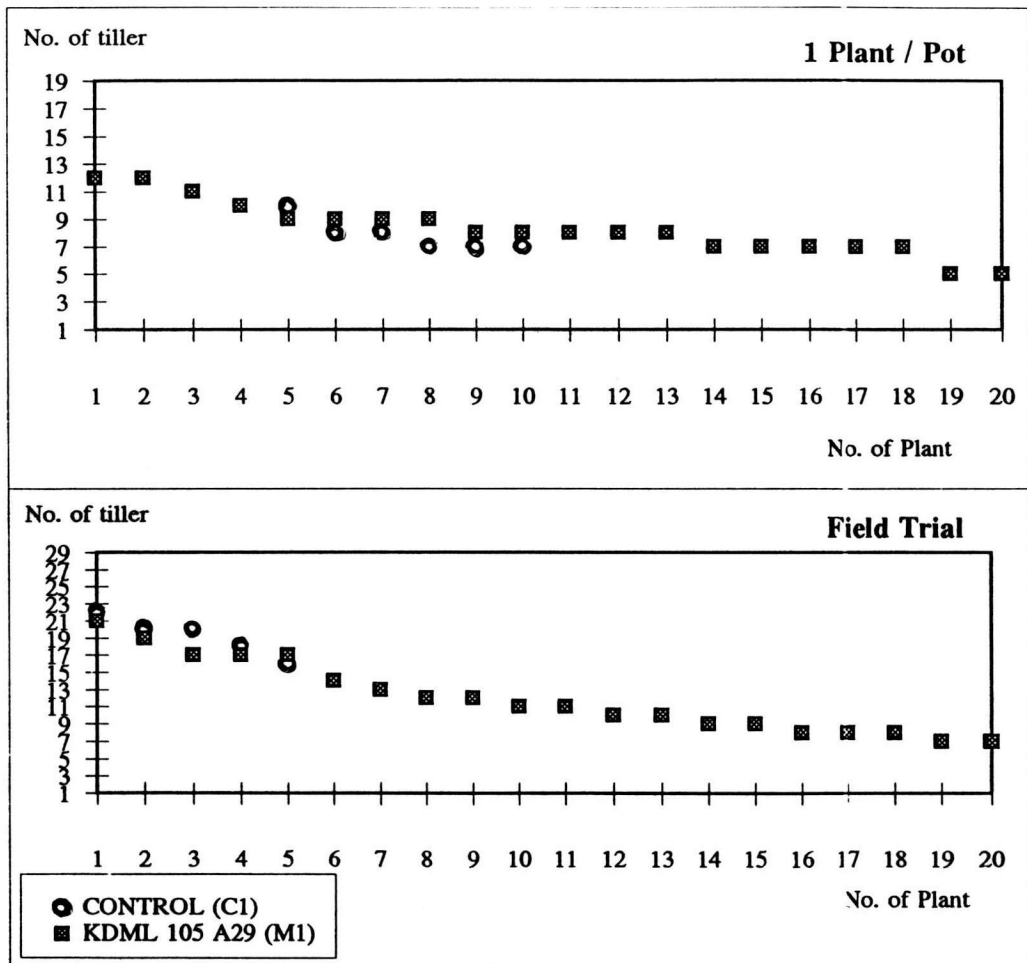 No. of tiller
1 Plant / Pot
19
17
15
13
11
9
7
5
3
1
1 2 3 4 5 6 7 8 9 10 11 12 13 14 15 16 17 18 19 20
No. of Plant
No. of tiller
Field Trial
29
27
25
23
21
19
17
15
13
11
9
7
5
3
1
1 2 3 4 5 6 7 8 9 10 11 12 13 14 15 16 17 18 19 20
No. of Plant
CONTROL (C1)
KDML 105 A29 (M1)